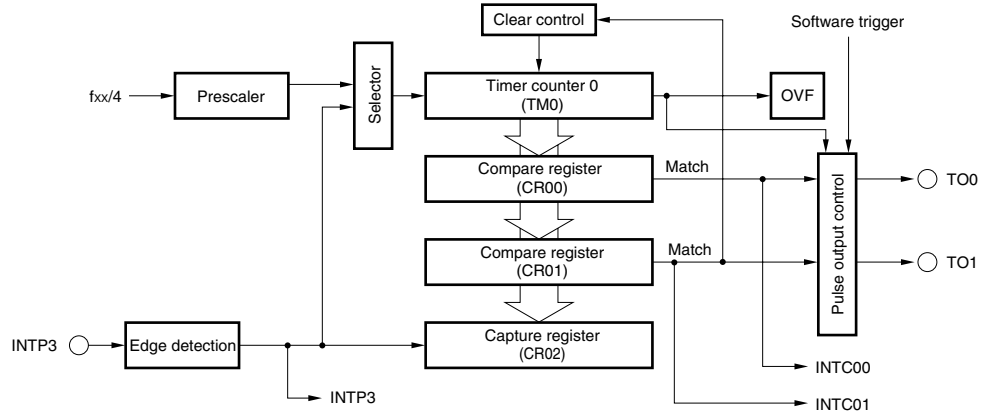 Clear control
Software trigger
fxx/4
Prescaler
Selector
Timer counter 0
(TM0)
OVF
Compare register
(CR00)
Match
TO0
Pulse output control
Compare register
(CR01)
Match
TO1
INTP3
Edge detection
Capture register
(CR02)
INTC00
INTP3
INTC01